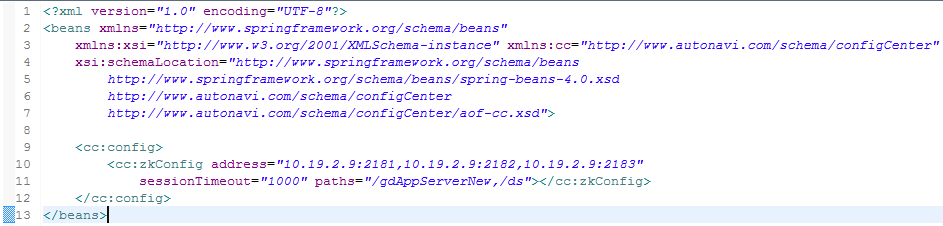 1 <?xml version="1.0" encoding="UTF-8"?>
2 <beans xmlns="http://www.springframework.org/schema/beans"
3 xmlns:xsi="http://www.w3.org/2001/XMLSchema-instance" xmlns:cc="http://www.autonavi.com/schema/configCenter"
4 xsi:schemaLocation="http://www.springframework.org/schema/beans
5 http://www.springframework.org/schema/beans/spring-beans-4.0.xsd
6 http://www.autonavi.com/schema/configCenter
7 http://www.autonavi.com/schema/configCenter/aof-cc.xsd">
8
9 <cc:config>
10 <cc:zkConfig address="10.19.2.9:2181,10.19.2.9:2182,10.19.2.9:2183"
11 sessionTimeout="1000" paths="/gdAppServerNew,/ds"></cc:zkConfig>
12 </cc:config>
13 </beans>